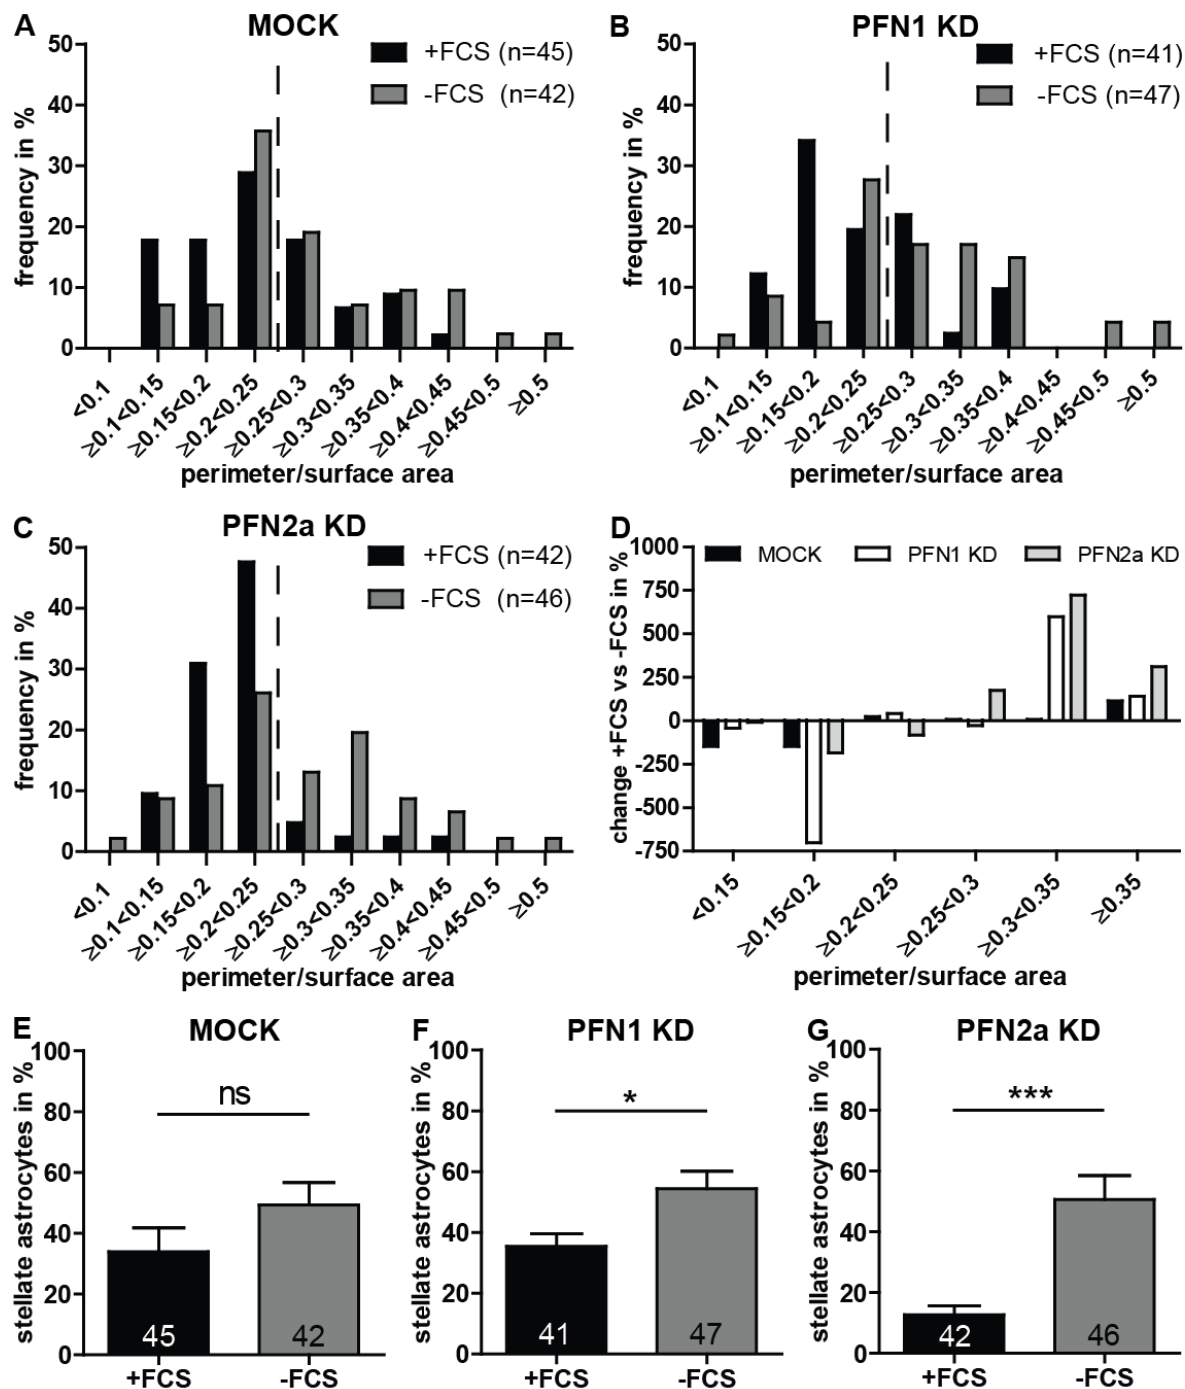 A MOCK
50
40
30
20
10
0
frequency in %
+FCS (n=45)
-FCS (n=42)
<0.1
≥0.1<0.15
≥0.15<0.2
≥0.2<0.25
≥0.25<0.3
≥0.3<0.35
≥0.35<0.4
≥0.4<0.45
≥0.45<0.5
≥0.5
perimeter/surface area
B PFN1 KD
50
40
30
20
10
0
frequency in %
+FCS (n=41)
-FCS (n=47)
<0.1
≥0.1<0.15
≥0.15<0.2
≥0.2<0.25
≥0.25<0.3
≥0.3<0.35
≥0.35<0.4
≥0.4<0.45
≥0.45<0.5
≥0.5
perimeter/surface area
C PFN2a KD
50
40
30
20
10
0
frequency in %
+FCS (n=42)
-FCS (n=46)
<0.1
≥0.1<0.15
≥0.15<0.2
≥0.2<0.25
≥0.25<0.3
≥0.3<0.35
≥0.35<0.4
≥0.4<0.45
≥0.45<0.5
≥0.5
perimeter/surface area
D
1000
750
500
250
0
-250
-500
-750
change +FCS vs -FCS in %
MOCK PFN1 KD PFN2a KD
<0.15
≥0.15<0.2
≥0.2<0.25
≥0.25<0.3
≥0.3<0.35
≥0.35
perimeter/surface area
E MOCK
100
80
60
40
20
0
stellate astrocytes in %
ns
45 42
+FCS -FCS
F PFN1 KD
100
80
60
40
20
0
stellate astrocytes in %
*
41 47
+FCS -FCS
G PFN2a KD
100
80
60
40
20
0
stellate astrocytes in %
***
42 46
+FCS -FCS